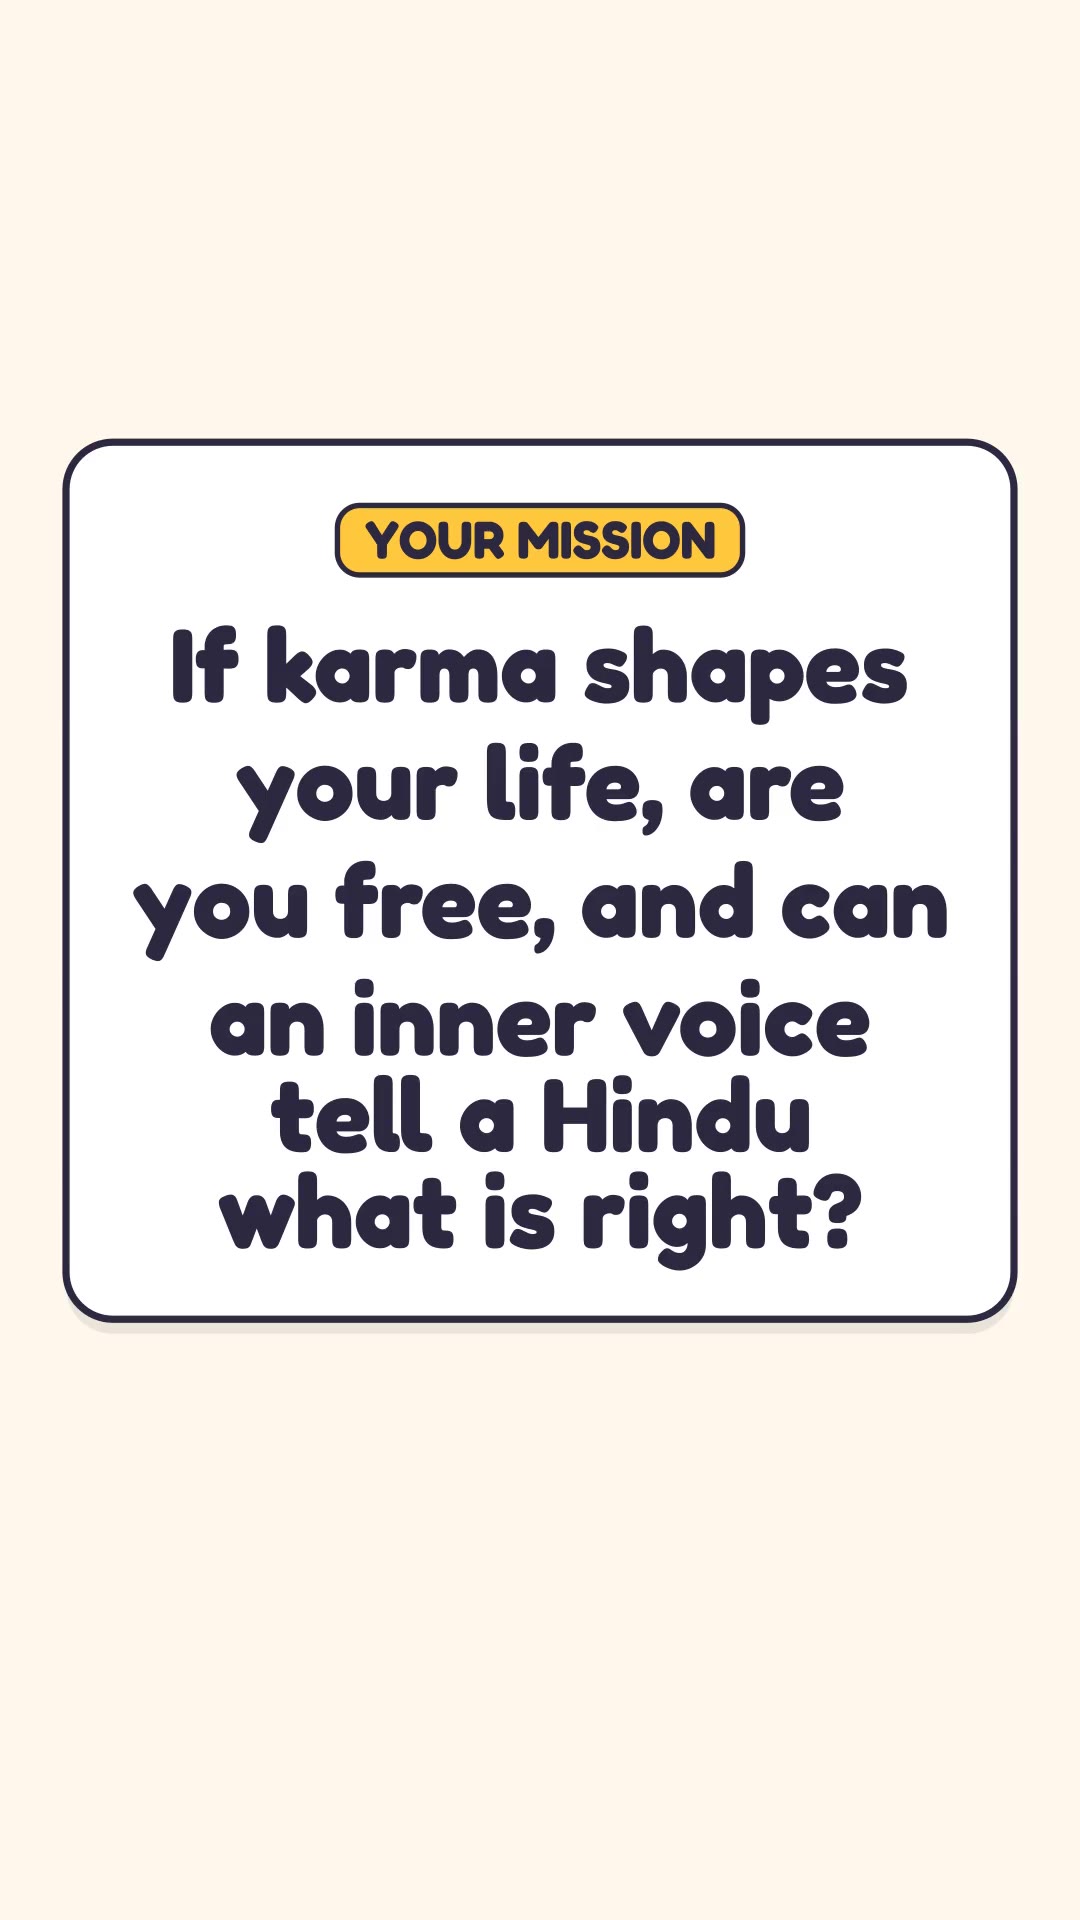 YOUR MISSION
If karma shapes
your life, are
you free, and can
an inner voice
tell a Hindu
what is right?